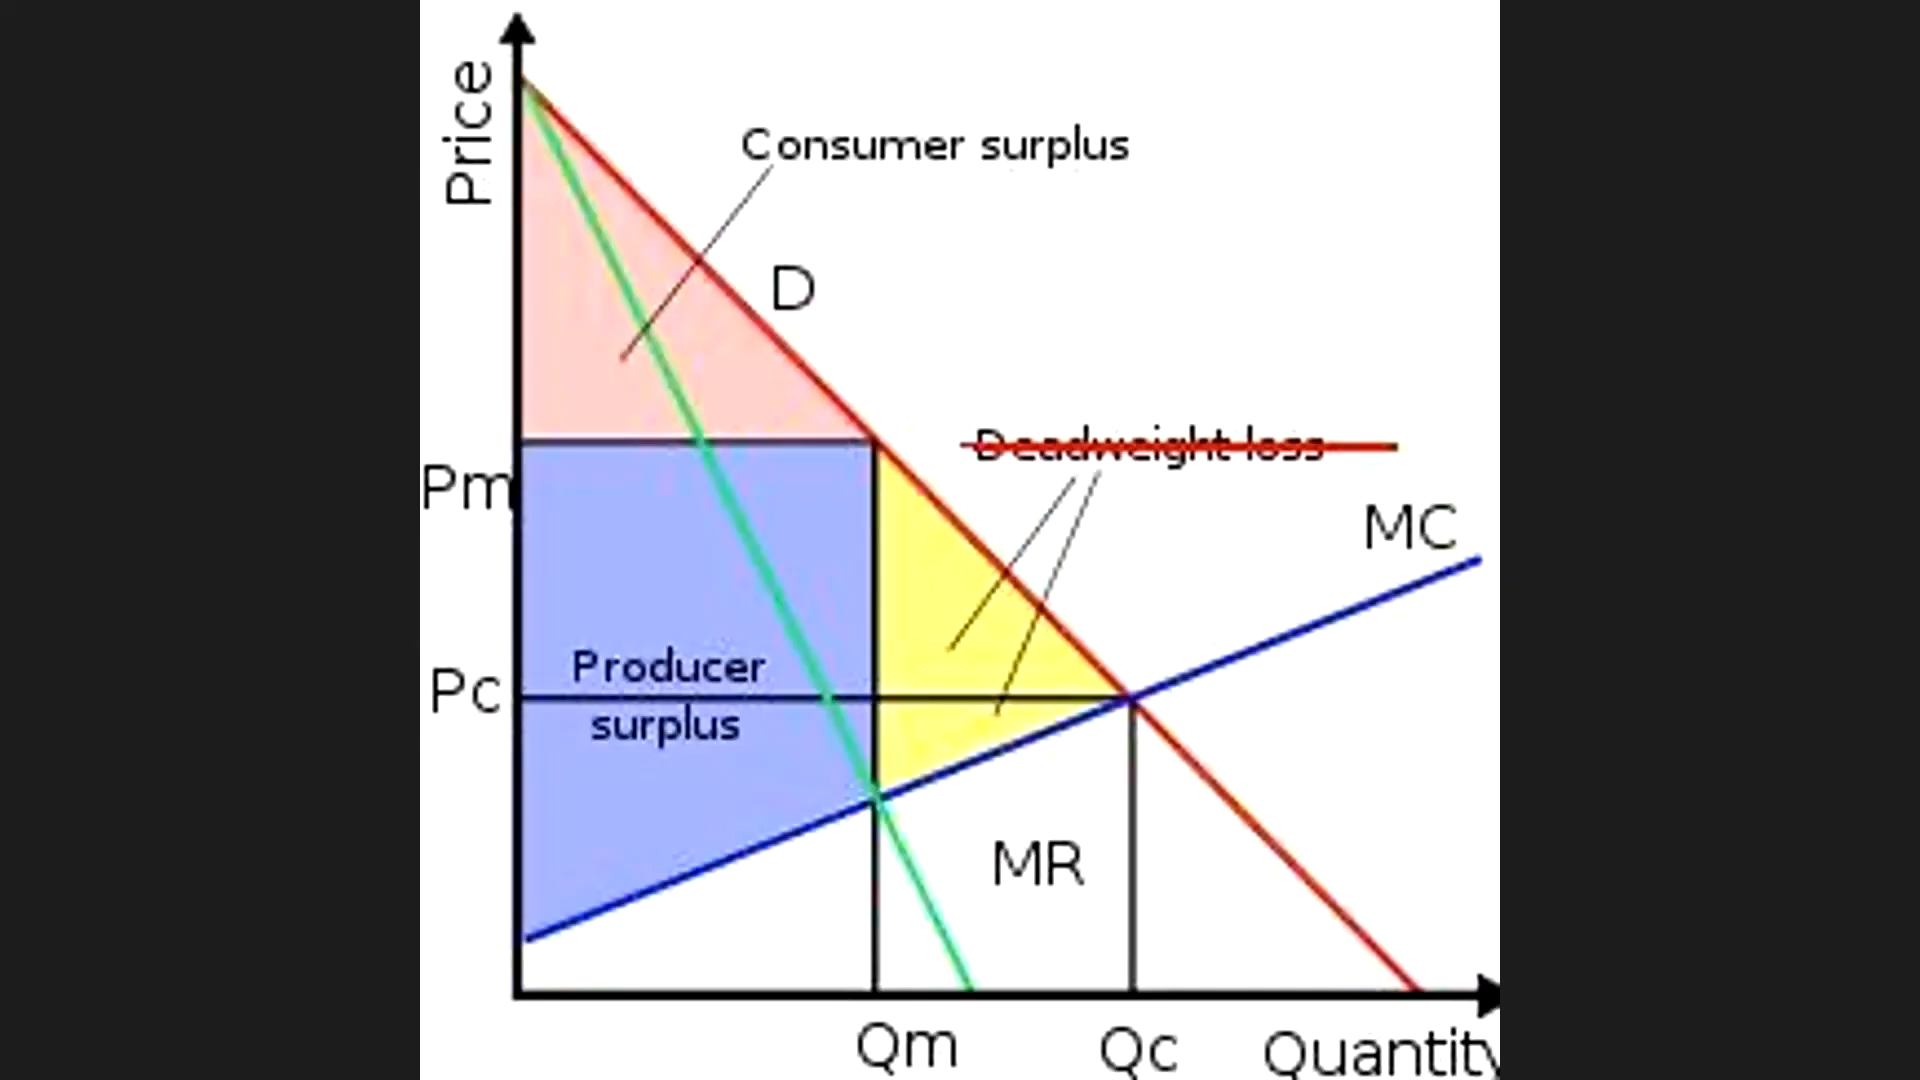 Price
Consumer surplus
D
Deadweight loss
Pm
MC
Pc
Producer
surplus
MR
Qm
Qc
Quantity